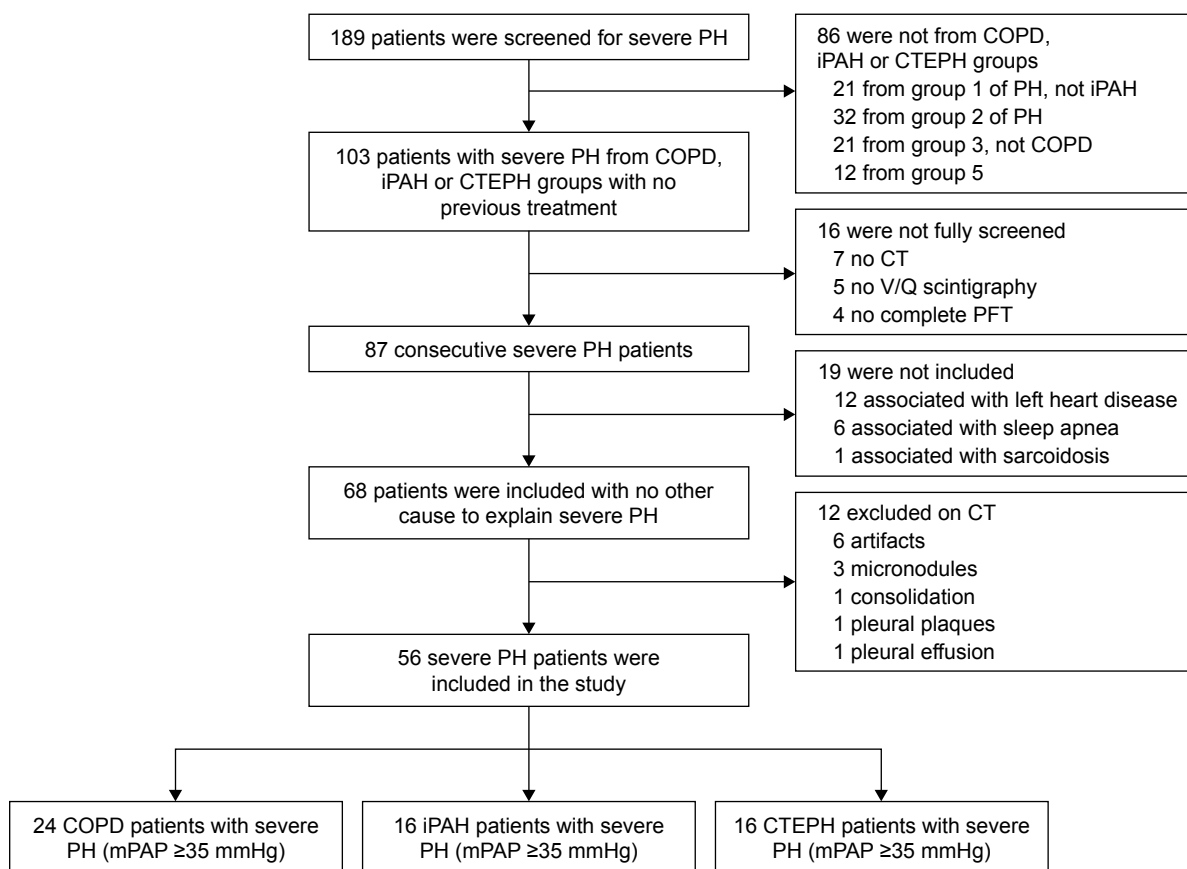 189 patients were screened for severe PH
86 were not from COPD,
iPAH or CTEPH groups
21 from group 1 of PH, not iPAH
32 from group 2 of PH
21 from group 3, not COPD
12 from group 5
103 patients with severe PH from COPD,
iPAH or CTEPH groups with no
previous treatment
16 were not fully screened
7 no CT
5 no V/Q scintigraphy
4 no complete PFT
87 consecutive severe PH patients
19 were not included
12 associated with left heart disease
6 associated with sleep apnea
1 associated with sarcoidosis
68 patients were included with no other
cause to explain severe PH
12 excluded on CT
6 artifacts
3 micronodules
1 consolidation
1 pleural plaques
1 pleural effusion
56 severe PH patients were
included in the study
24 COPD patients with severe
PH (mPAP ≥35 mmHg)
16 iPAH patients with severe
PH (mPAP ≥35 mmHg)
16 CTEPH patients with severe
PH (mPAP ≥35 mmHg)